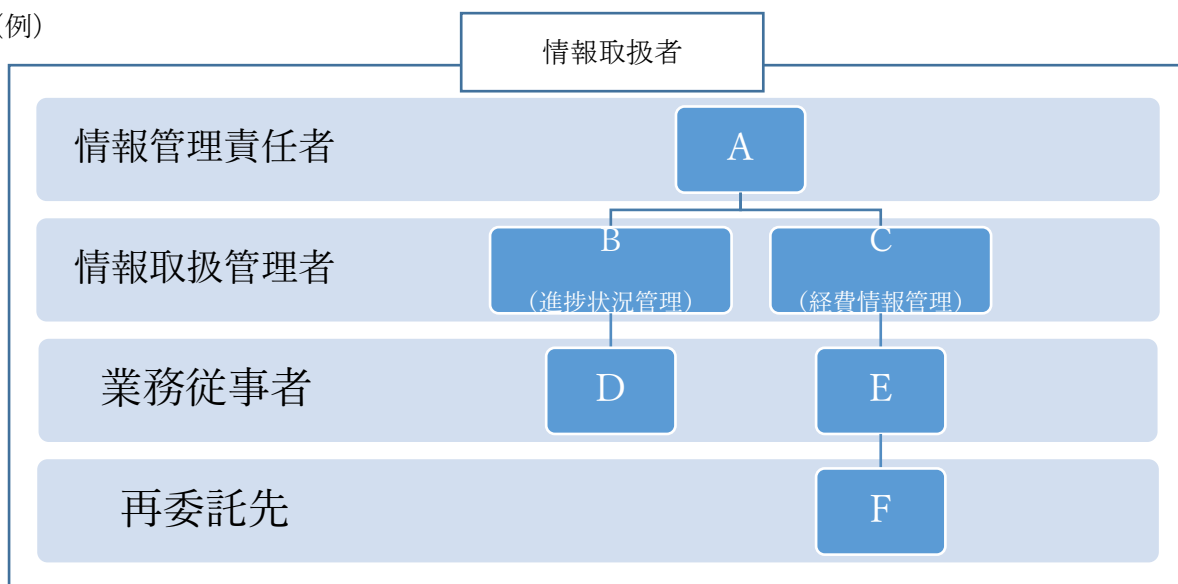 (例)
情報取扱者
情報管理責任者
A
情報取扱管理者
B
(進捗状況管理)
C
(経費情報管理)
業務従事者
D
E
再委託先
F